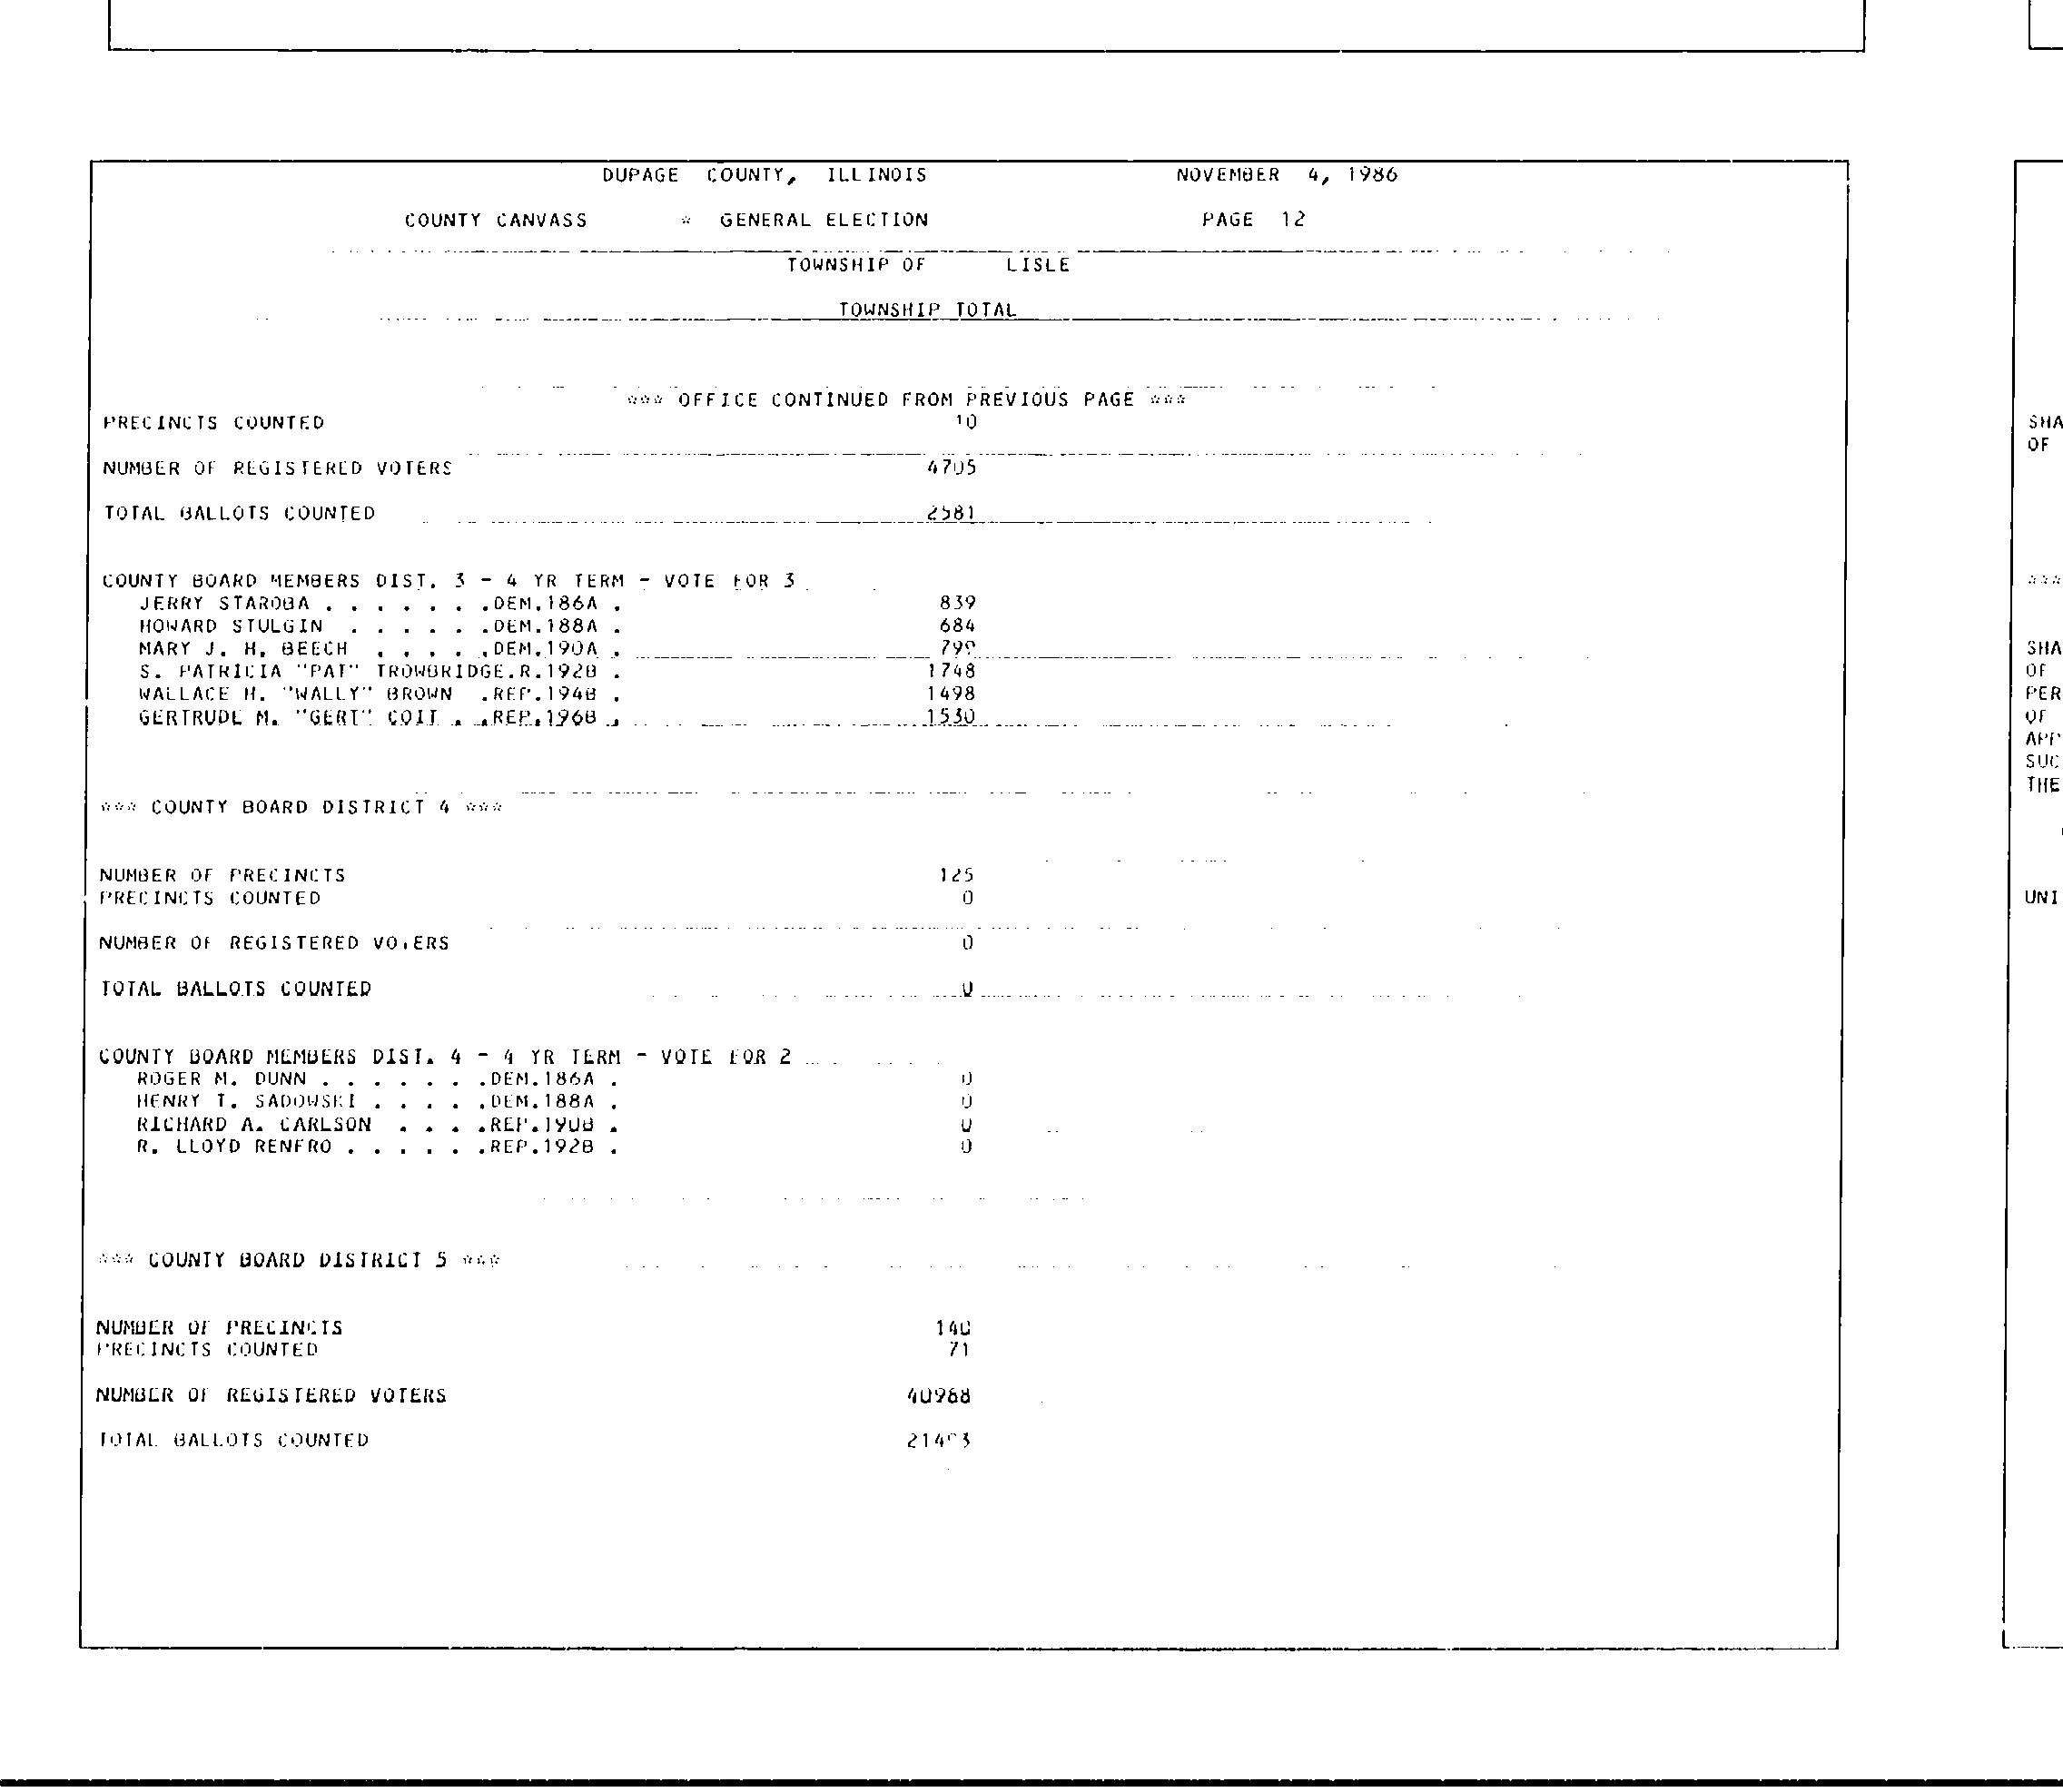 DUPAGE COUNTY, ILLINOIS NOVEMBER 4, 1986
COUNTY CANVASS * GENERAL ELECTION PAGE 12
TOWNSHIP OF LISLE
TOWNSHIP TOTAL
*** OFFICE CONTINUED FROM PREVIOUS PAGE ***
PRECINCTS COUNTED 10
NUMBER OF REGISTERED VOTERS 4705
TOTAL BALLOTS COUNTED 2581
COUNTY BOARD MEMBERS DIST. 3 - 4 YR TERM - VOTE FOR 3
JERRY STAROBA . . . . . . .DEM.186A . 839
HOWARD STULGIN . . . . . .DEM.188A . 684
MARY J. H. BEECH . . . . .DEM.190A . 799
S. PATRICIA "PAT" TROWBRIDGE.R.192B . 1748
WALLACE H. "WALLY" BROWN .REP.194B . 1498
GERTRUDE M. "GERT" COIT . .REP.196B . 1530
*** COUNTY BOARD DISTRICT 4 ***
NUMBER OF PRECINCTS 125
PRECINCTS COUNTED 0
NUMBER OF REGISTERED VOTERS 0
TOTAL BALLOTS COUNTED 0
COUNTY BOARD MEMBERS DIST. 4 - 4 YR TERM - VOTE FOR 2
ROGER M. DUNN . . . . . . .DEM.186A . 0
HENRY T. SADOWSKI . . . . .DEM.188A . 0
RICHARD A. CARLSON . . . .REP.190B . 0
R. LLOYD RENFRO . . . . . .REP.192B . 0
*** COUNTY BOARD DISTRICT 5 ***
NUMBER OF PRECINCTS 140
PRECINCTS COUNTED 71
NUMBER OF REGISTERED VOTERS 40968
TOTAL BALLOTS COUNTED
SHA
OF
***
SHA
OF
PER
OF
APP
SUC
THE
UNI